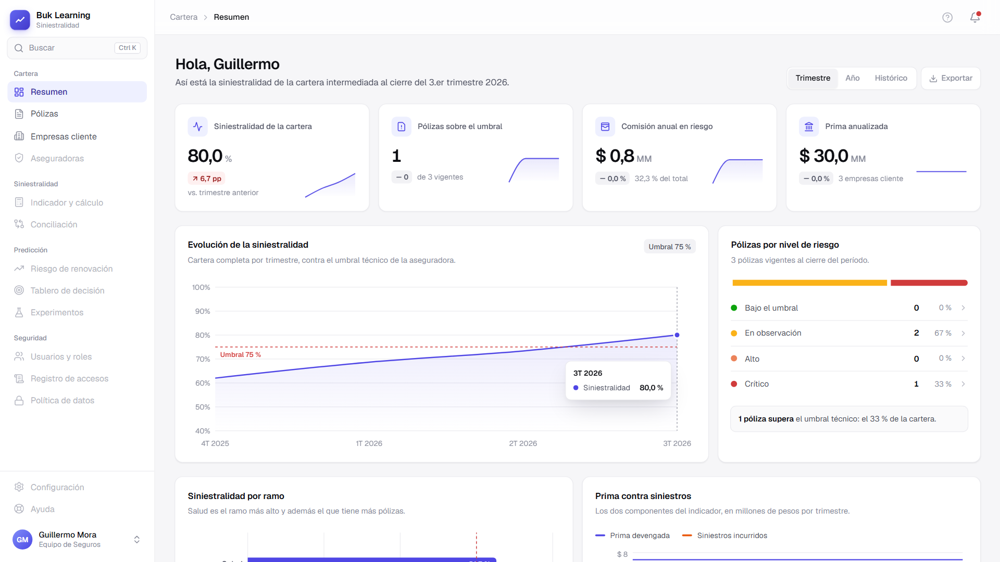 Buk Learning
Siniestralidad
Buscar
Ctrl K
Cartera
Resumen
Pólizas
Empresas cliente
Aseguradoras
Siniestralidad
Indicador y cálculo
Conciliación
Predicción
Riesgo de renovación
Tablero de decisión
Experimentos
Seguridad
Usuarios y roles
Registro de accesos
Política de datos
Configuración
Ayuda
GM
Guillermo Mora
Equipo de Seguros
Cartera
Resumen
Hola, Guillermo
Así está la siniestralidad de la cartera intermediada al cierre del 3.er trimestre 2026.
Trimestre
Año
Histórico
Exportar
Siniestralidad de la cartera
80,0 %
6,7 pp
vs. trimestre anterior
Pólizas sobre el umbral
1
0
de 3 vigentes
Comisión anual en riesgo
$ 0,8 MM
0,0 %
32,3 % del total
Prima anualizada
$ 30,0 MM
0,0 %
3 empresas cliente
Evolución de la siniestralidad
Cartera completa por trimestre, contra el umbral técnico de la aseguradora.
Umbral 75 %
100%
90%
80%
70%
60%
50%
40%
Umbral 75 %
3T 2026
Siniestralidad 80,0 %
4T 2025
1T 2026
2T 2026
3T 2026
Pólizas por nivel de riesgo
3 pólizas vigentes al cierre del período.
Bajo el umbral 0 0 %
En observación 2 67 %
Alto 0 0 %
Crítico 1 33 %
1 póliza supera el umbral técnico: el 33 % de la cartera.
Siniestralidad por ramo
Salud es el ramo más alto y además el que tiene más pólizas.
Prima contra siniestros
Los dos componentes del indicador, en millones de pesos por trimestre.
Prima devengada
Siniestros incurridos
$ 8